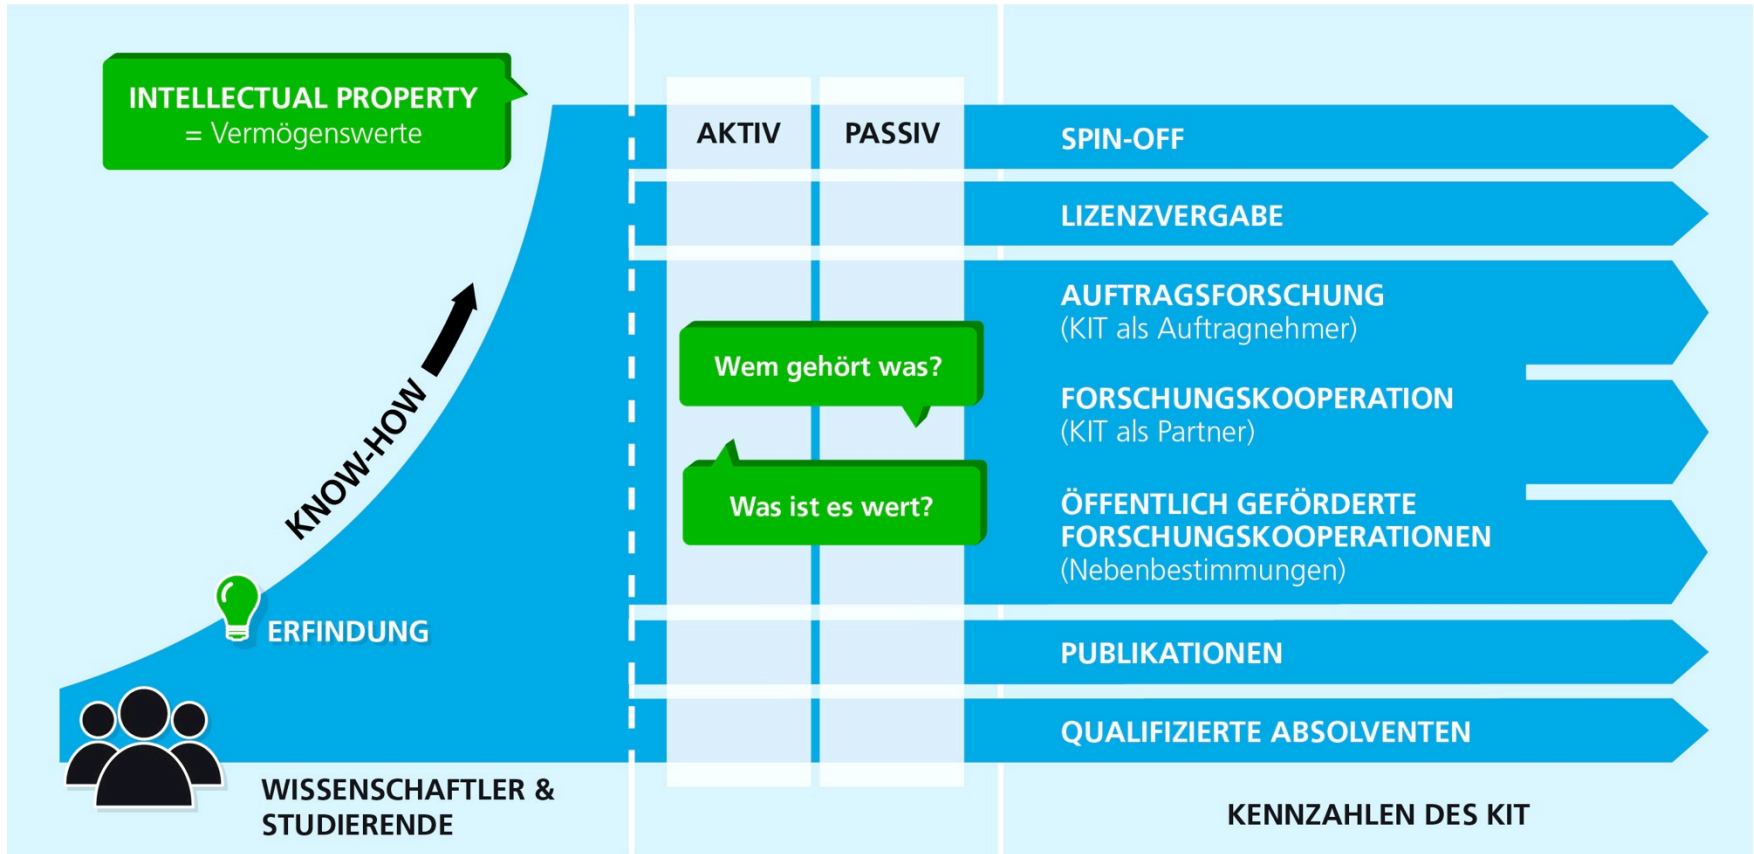 INTELLECTUAL PROPERTY
= Vermögenswerte
KNOW-HOW
ERFINDUNG
WISSENSCHAFTLER &
STUDIERENDE
AKTIV
PASSIV
Wem gehört was?
Was ist es wert?
SPIN-OFF
LIZENZVERGABE
AUFTRAGSFORSCHUNG
(KIT als Auftragnehmer)
FORSCHUNGSKOOPERATION
(KIT als Partner)
ÖFFENTLICH GEFÖRDERTE
FORSCHUNGSKOOPERATIONEN
(Nebenbestimmungen)
PUBLIKATIONEN
QUALIFIZIERTE ABSOLVENTEN
KENNZAHLEN DES KIT